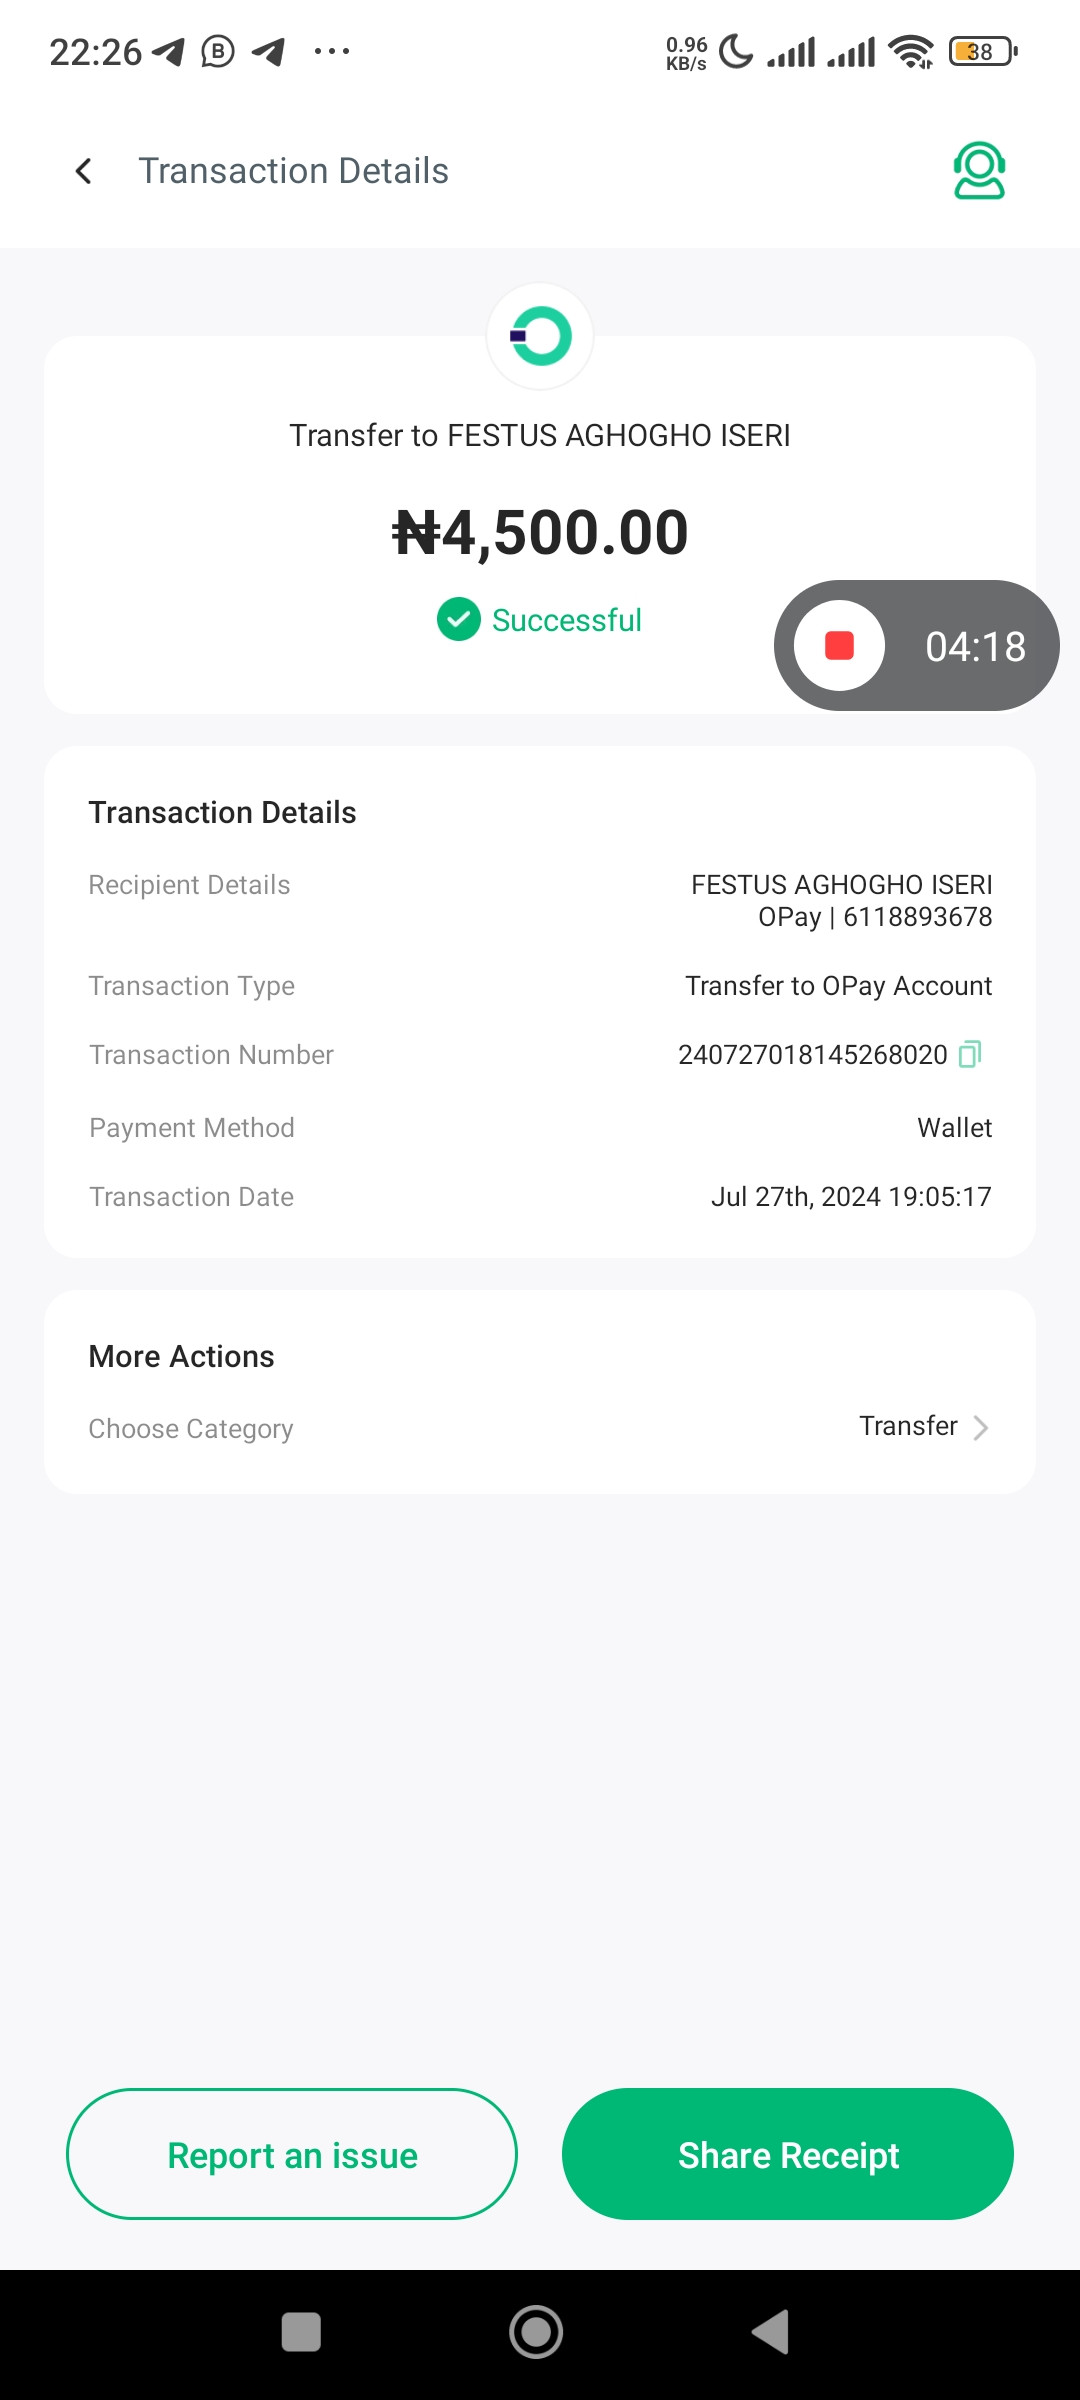 22:26
0.96
KB/s
38
Transaction Details
Transfer to FESTUS AGHOGHO ISERI
₦4,500.00
Successful
04:18
Transaction Details
Recipient Details
FESTUS AGHOGHO ISERI
OPay | 6118893678
Transaction Type
Transfer to OPay Account
Transaction Number
240727018145268020
Payment Method
Wallet
Transaction Date
Jul 27th, 2024 19:05:17
More Actions
Choose Category
Transfer
Report an issue
Share Receipt